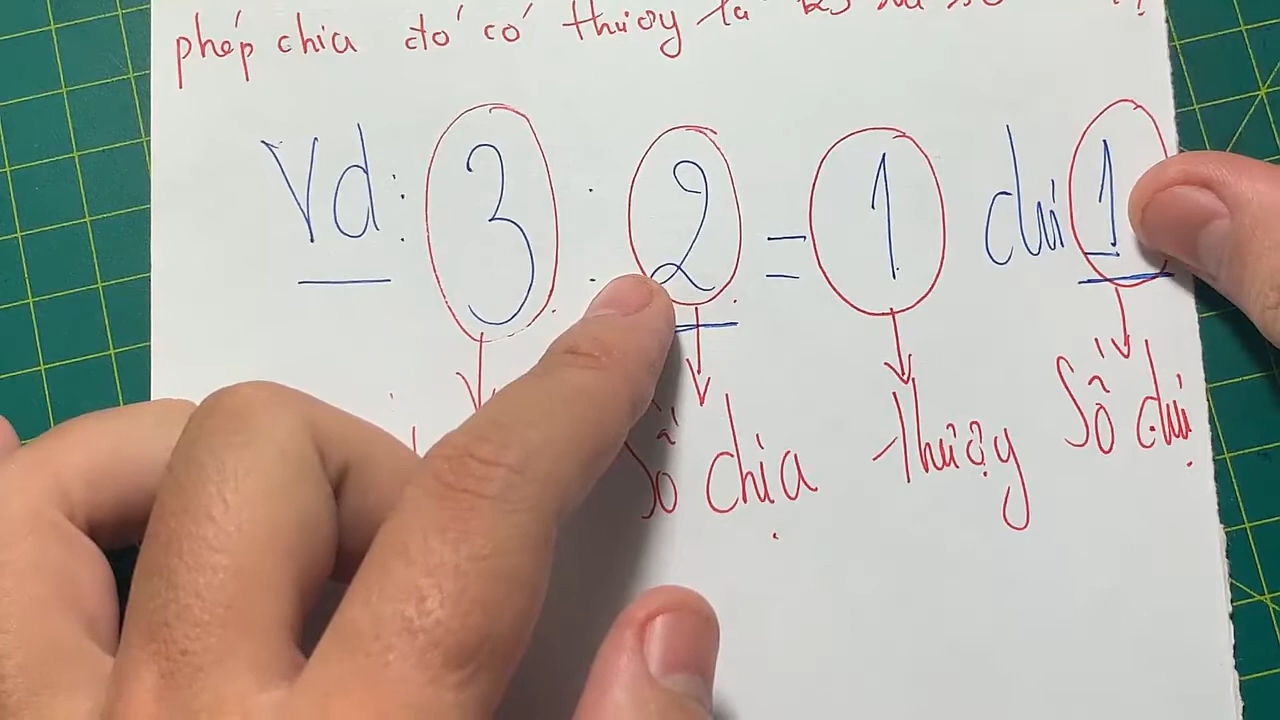 phép chia đó có thương là
Vd: 3 : 2 = 1 dư 1
Số chia thương Số dư